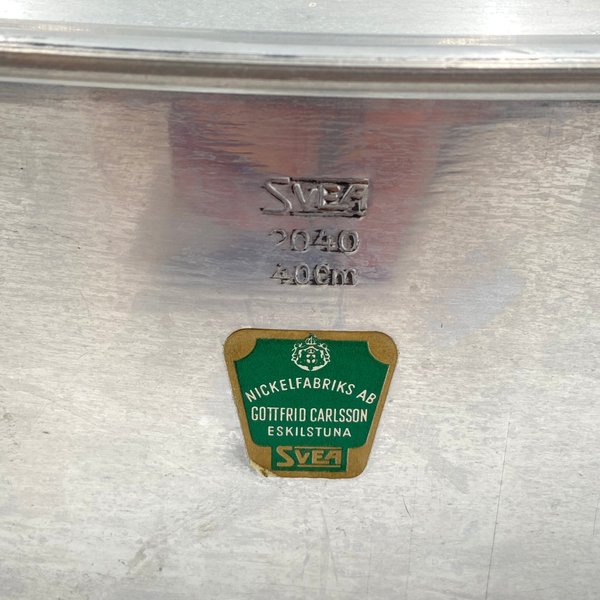 SVEA
2040
40Cm
NICKELFABRIKS AB
GOTTFRID CARLSSON
ESKILSTUNA
SVEA